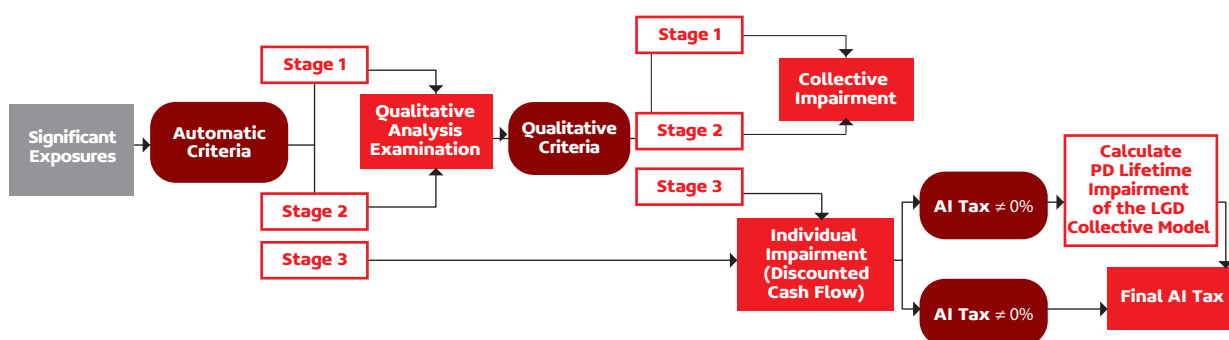 Significant
Exposures
Automatic
Criteria
Stage 1
Stage 2
Stage 3
Qualitative
Analysis
Examination
Qualitative
Criteria
Stage 1
Stage 2
Stage 3
Collective
Impairment
Individual
Impairment
(Discounted
Cash Flow)
AI Tax ≠ 0%
AI Tax ≠ 0%
Calculate
PD Lifetime
Impairment
of the LGD
Collective Model
Final AI Tax